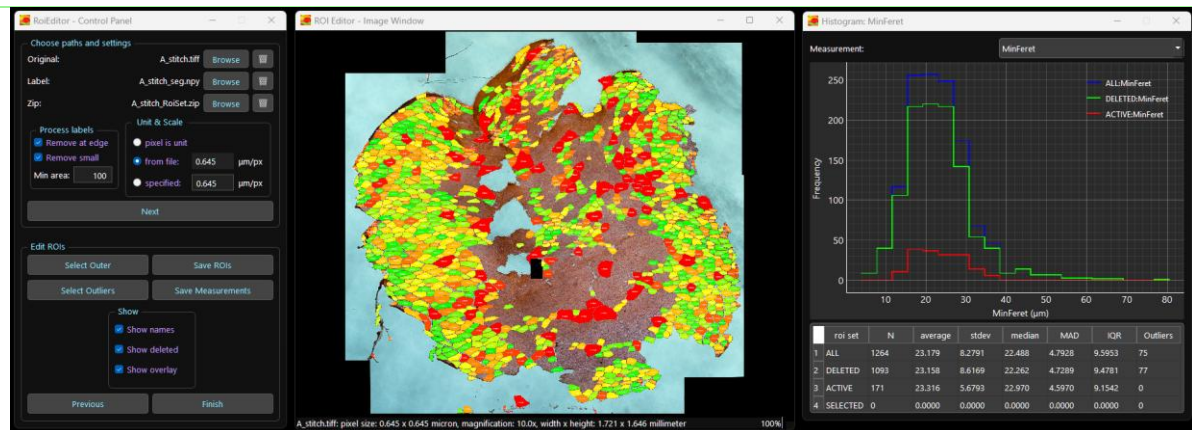 RoiEditor - Control Panel
Choose paths and settings
Original: A_stitch.tiff Browse
Label: A_stitch_seg.npy Browse
Zip: A_stitch_RoiSet.zip Browse
Process labels
Remove at edge
Remove small
Min area: 100
Unit & Scale
pixel is unit
from file: 0.645 µm/px
specified: 0.645 µm/px
Next
Edit ROIs
Select Outer Save ROIs
Select Outliers Save Measurements
Show
Show names
Show deleted
Show overlay
Previous Finish
ROI Editor - Image Window
A_stitch.tiff: pixel size: 0.645 x 0.645 micron, magnification: 10.0x, width x height: 1.721 x 1.646 millimeter 100%
Histogram: MinFeret
Measurement: MinFeret
ALL:MinFeret
DELETED:MinFeret
ACTIVE:MinFeret
Frequency
250
200
150
100
50
0
10 20 30 40 50 60 70 80
MinFeret (µm)
roi set N average stdev median MAD IQR Outliers
1 ALL 1264 23.179 8.2791 22.488 4.7928 9.5953 75
2 DELETED 1093 23.158 8.6169 22.262 4.7289 9.4781 77
3 ACTIVE 171 23.316 5.6793 22.970 4.5970 9.1542 0
4 SELECTED 0 0.0000 0.0000 0.0000 0.0000 0.0000 0